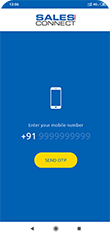 13:06
SALES
CONNECT
Enter your mobile number
+91 9999999999
SEND OTP